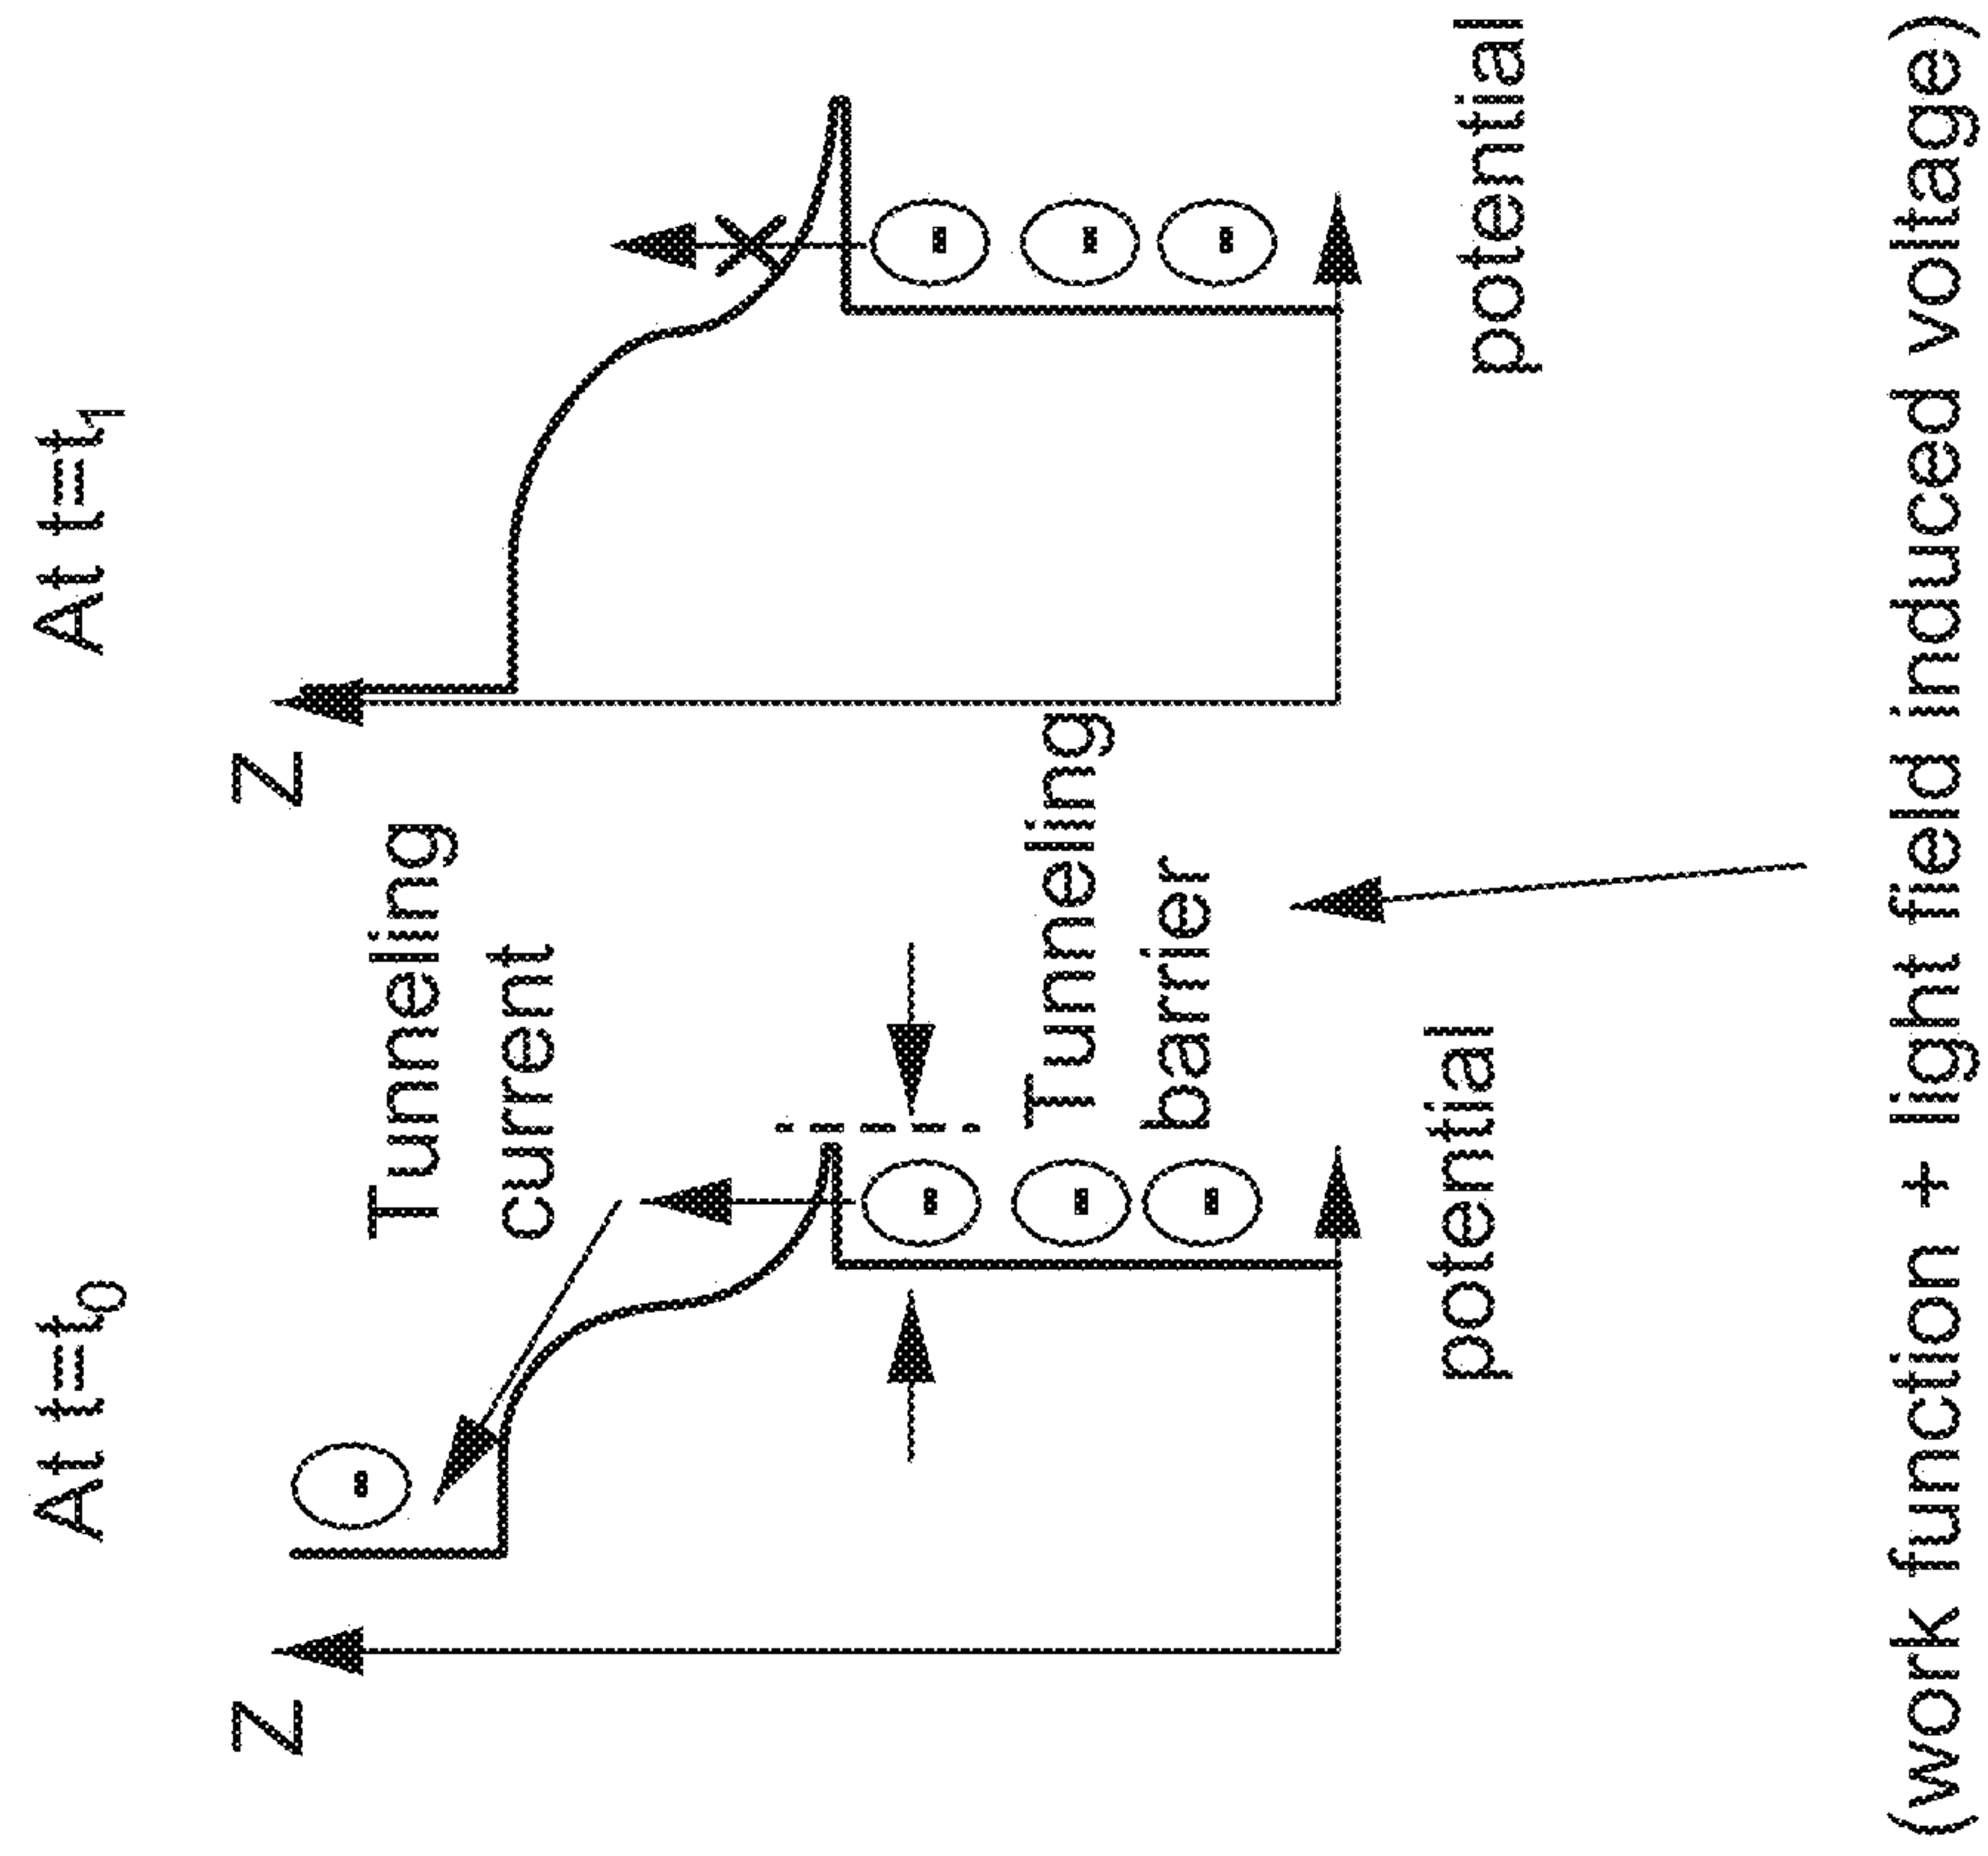 At t=t₀
At t=t₁
Z
Z
Tunneling
current
Tunneling
barrier
potential
potential
(work function + light field induced voltage)